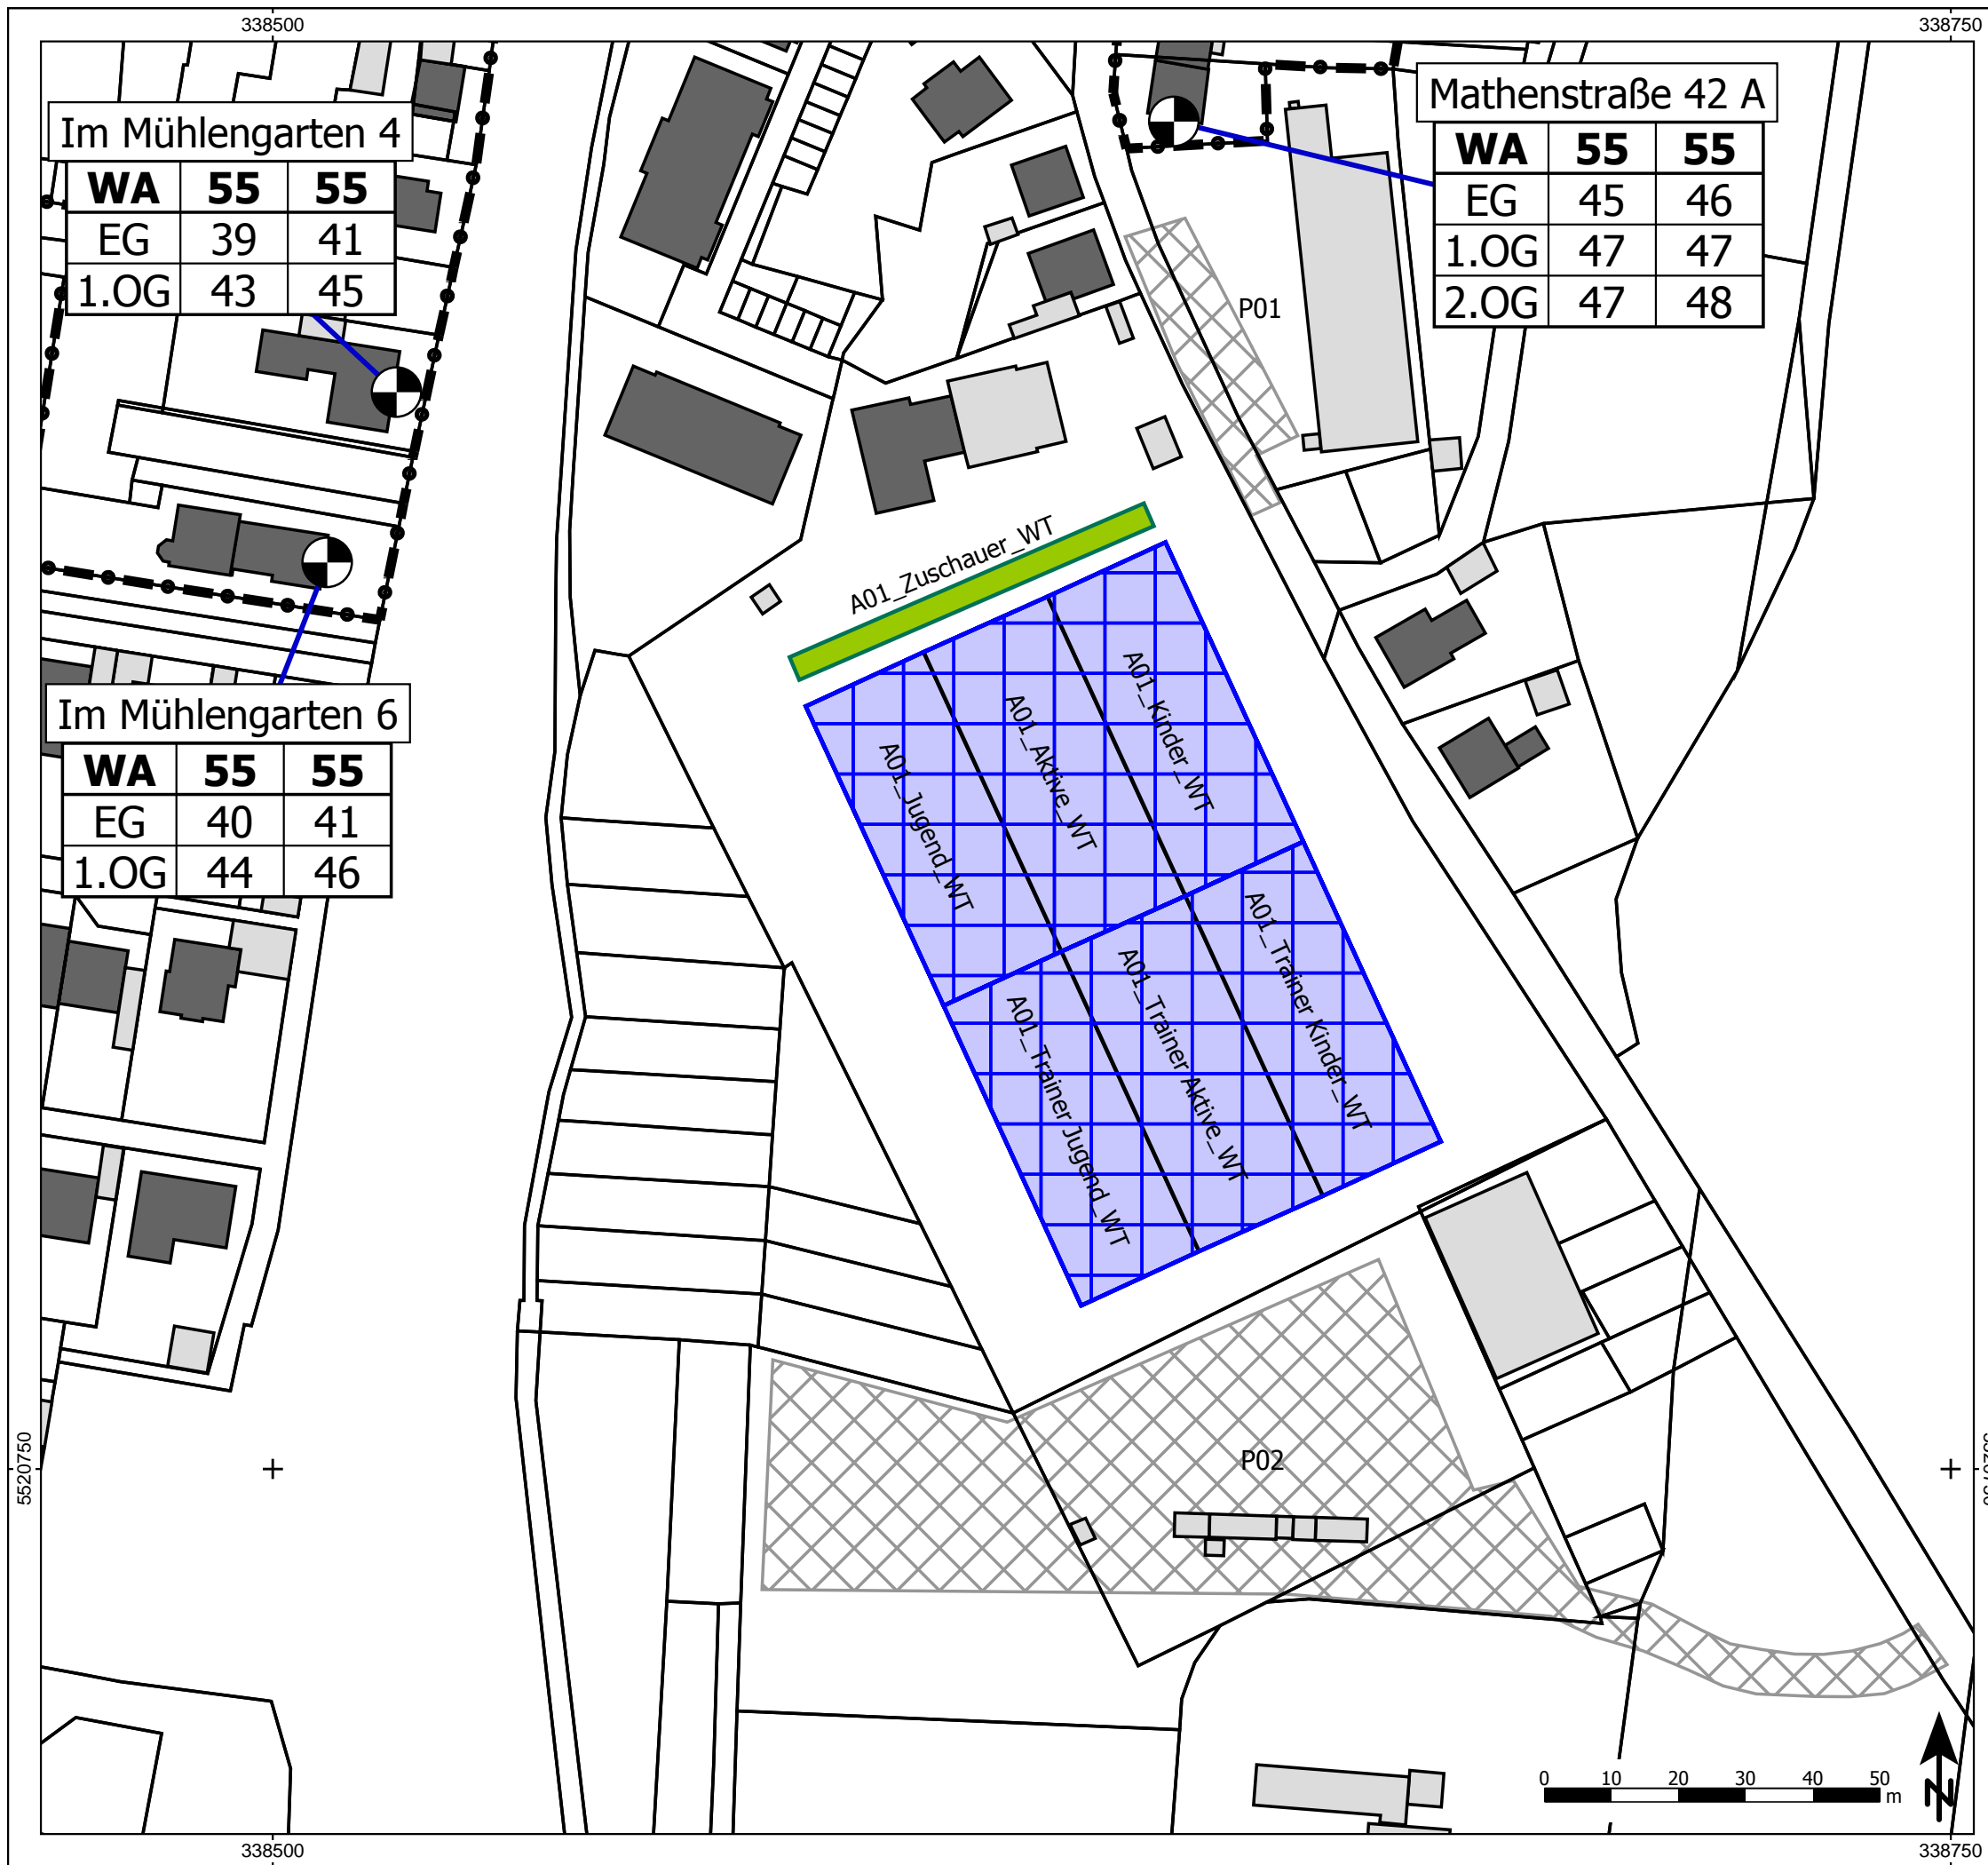 338500
338750
Mathenstraße 42 A
WA 55 55
EG 45 46
1.OG 47 47
2.OG 47 48
Im Mühlengarten 4
WA 55 55
EG 39 41
1.OG 43 45
P01
A01_Zuschauer_WT
A01_Kinder_WT
A01_Aktive_WT
A01_Jugend_WT
Im Mühlengarten 6
WA 55 55
EG 40 41
1.OG 44 46
A01_Trainer Kinder_WT
A01_Trainer Aktive_WT
A01_Trainer Jugend_WT
P02
5520750
0 10 20 30 40 50
m
N
338500
338750